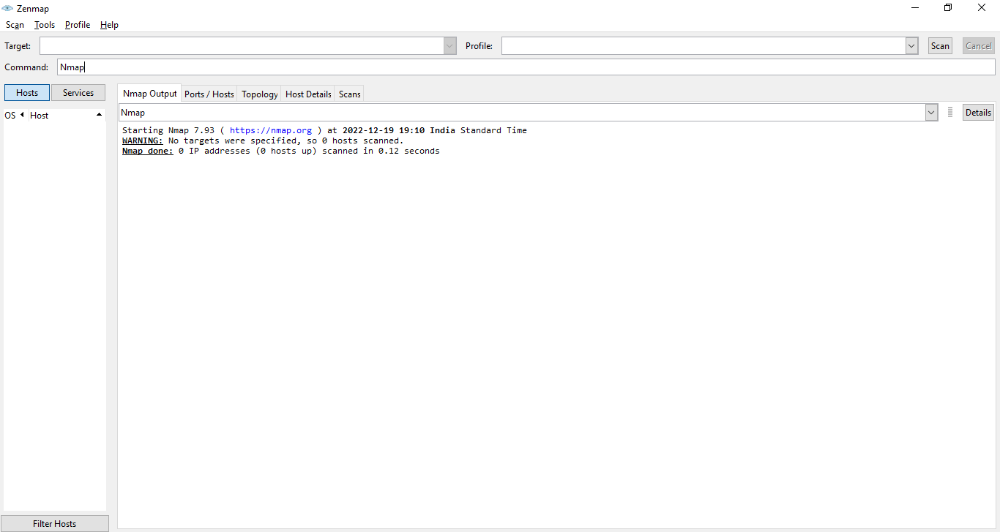 Zenmap
Scan Tools Profile Help
Target: Profile: Scan Cancel
Command: Nmap
Hosts Services Nmap Output Ports / Hosts Topology Host Details Scans
OS Host Nmap Details
Starting Nmap 7.93 ( https://nmap.org ) at 2022-12-19 19:10 India Standard Time
WARNING: No targets were specified, so 0 hosts scanned.
Nmap done: 0 IP addresses (0 hosts up) scanned in 0.12 seconds
Filter Hosts